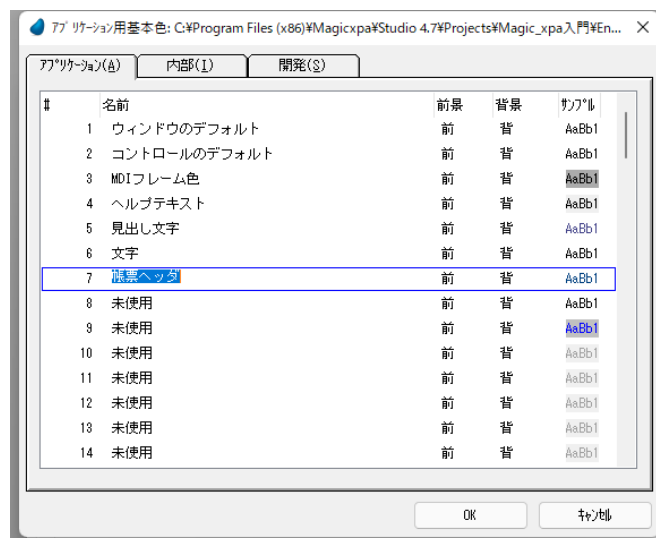 ｱﾌﾟﾘｹｰｼｮﾝ用基本色: C:¥Program Files (x86)¥Magicxpa¥Studio 4.7¥Projects¥Magic_xpa入門¥En...
ｱﾌﾟﾘｹｰｼｮﾝ(A) 内部(I) 開発(S)
# 名前 前景 背景 ｻﾝﾌﾟﾙ
1 ウィンドウのデフォルト 前 背 AaBb1
2 コントロールのデフォルト 前 背 AaBb1
3 MDIフレーム色 前 背 AaBb1
4 ヘルプテキスト 前 背 AaBb1
5 見出し文字 前 背 AaBb1
6 文字 前 背 AaBb1
7 帳票ヘッダ 前 背 AaBb1
8 未使用 前 背 AaBb1
9 未使用 前 背 AaBb1
10 未使用 前 背 AaBb1
11 未使用 前 背 AaBb1
12 未使用 前 背 AaBb1
13 未使用 前 背 AaBb1
14 未使用 前 背 AaBb1
OK ｷｬﾝｾﾙ